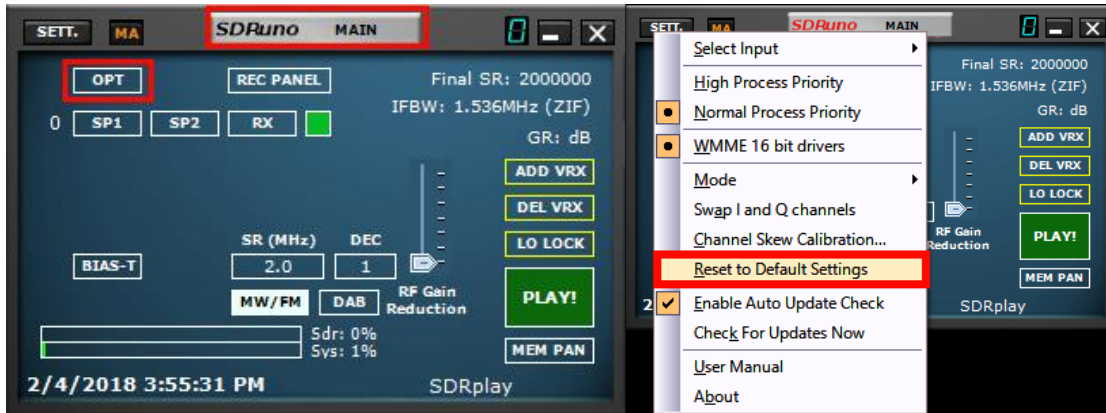 SETT. MA SDRuno MAIN
OPT REC PANEL Final SR: 2000000
IFBW: 1.536MHz (ZIF)
0 SP1 SP2 RX
GR: dB
ADD VRX
DEL VRX
SR (MHz) DEC LO LOCK
BIAS-T 2.0 1
RF Gain
Reduction
MW/FM DAB PLAY!
Sdr: 0%
Sys: 1% MEM PAN
2/4/2018 3:55:31 PM SDRplay
SETT. MA SDRuno MAIN
Select Input
High Process Priority
Normal Process Priority
WMME 16 bit drivers
Mode
Swap I and Q channels
Channel Skew Calibration...
Reset to Default Settings
Enable Auto Update Check
Check For Updates Now
User Manual
About
Final SR: 2000000
IFBW: 1.536MHz (ZIF)
GR: dB
ADD VRX
DEL VRX
LO LOCK
RF Gain
Reduction
PLAY!
MEM PAN
2
SDRplay